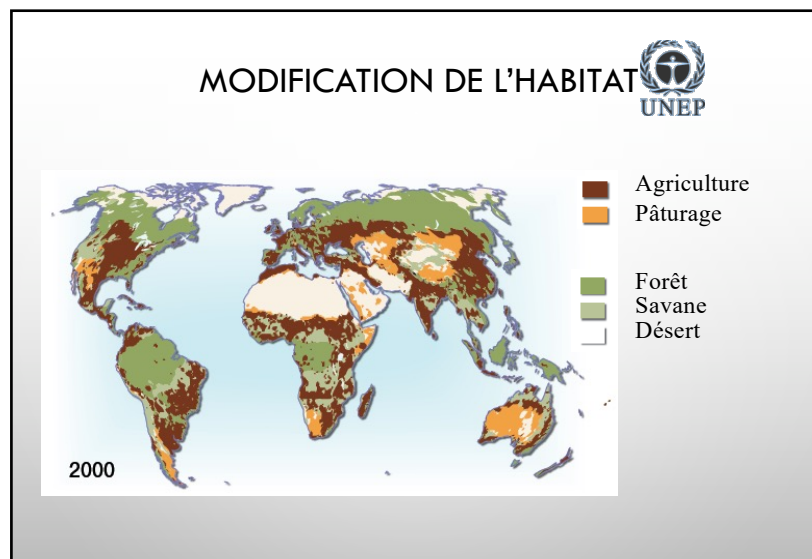 MODIFICATION DE L’HABITAT
UNEP
Agriculture
Pâturage
Forêt
Savane
Désert
2000